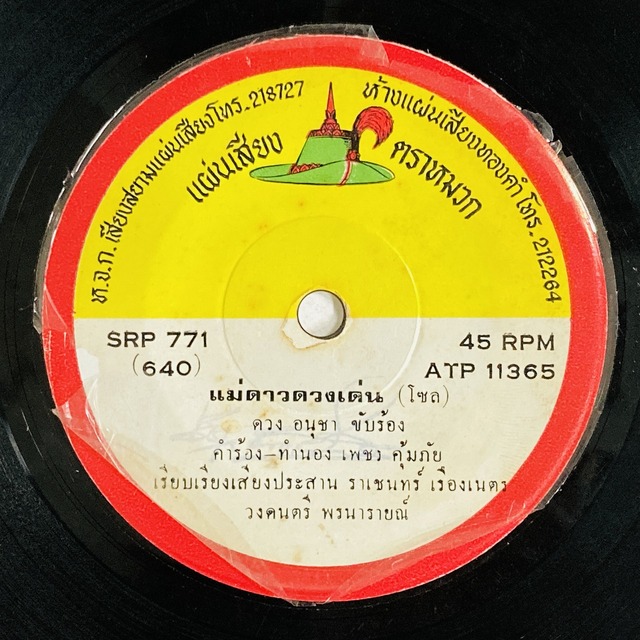 ห.จ.ก. เสียงสยามแผ่นเสียงโทร. 218727
ห้างแผ่นเสียงทองคำ โทร. 212264
แผ่นเสียง ตราหมวก
SRP 771
(640)
45 RPM
ATP 11365
แม่ดาวดวงเด่น (โซล)
ดวง อนุชา ขับร้อง
คำร้อง-ทำนอง เพชร คุ้มภัย
เรียบเรียงเสียงประสาน ราเชนทร์ เรืองเนตร
วงดนตรี พรนารายณ์